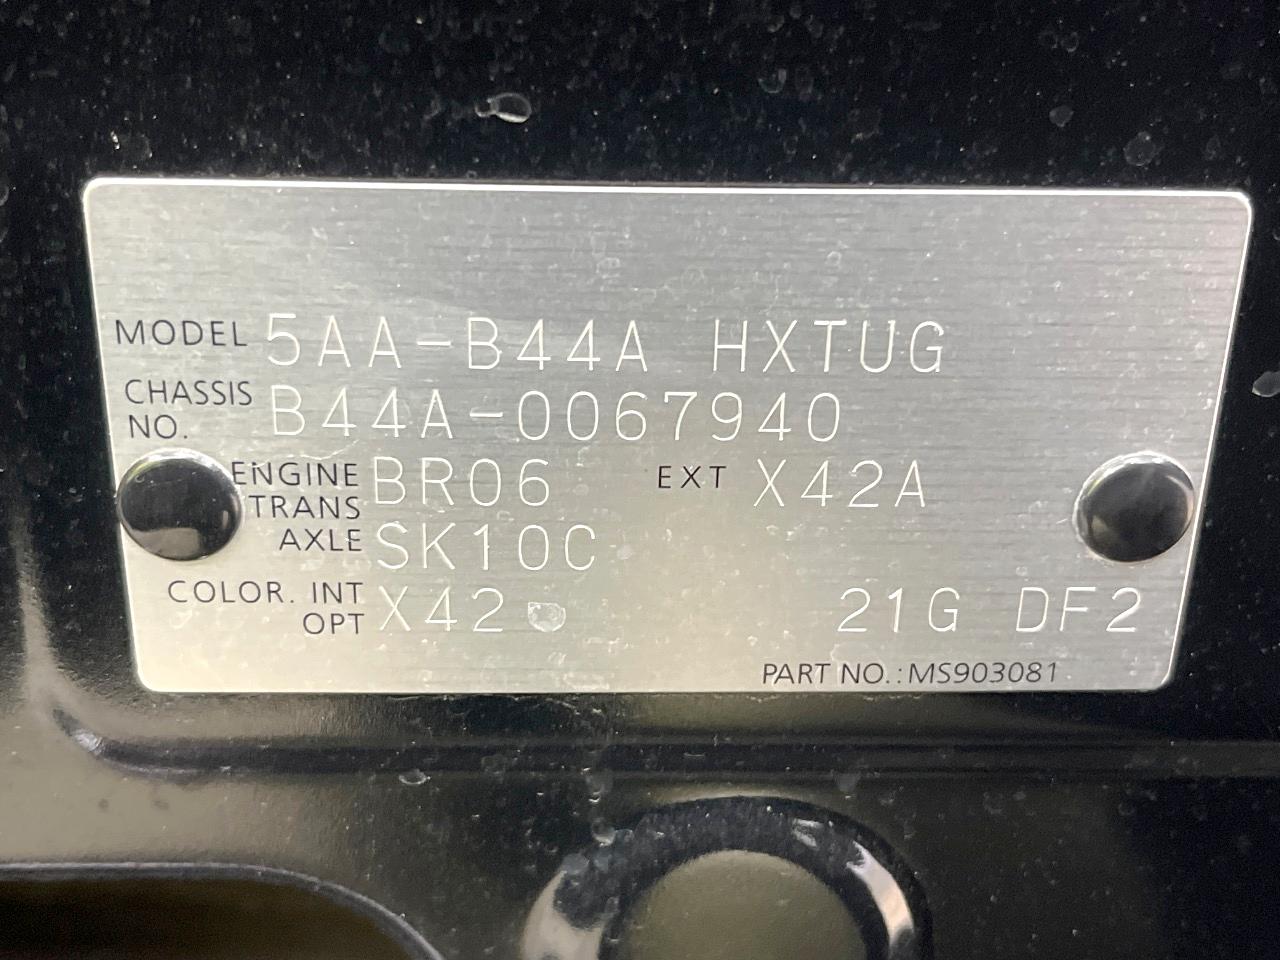 MODEL 5AA-B44A HXTUG
CHASSIS NO. B44A-0067940
ENGINE BR06 EXT X42A
TRANS AXLE SK10C
COLOR. INT OPT X42 21G DF2
PART NO.: MS903081